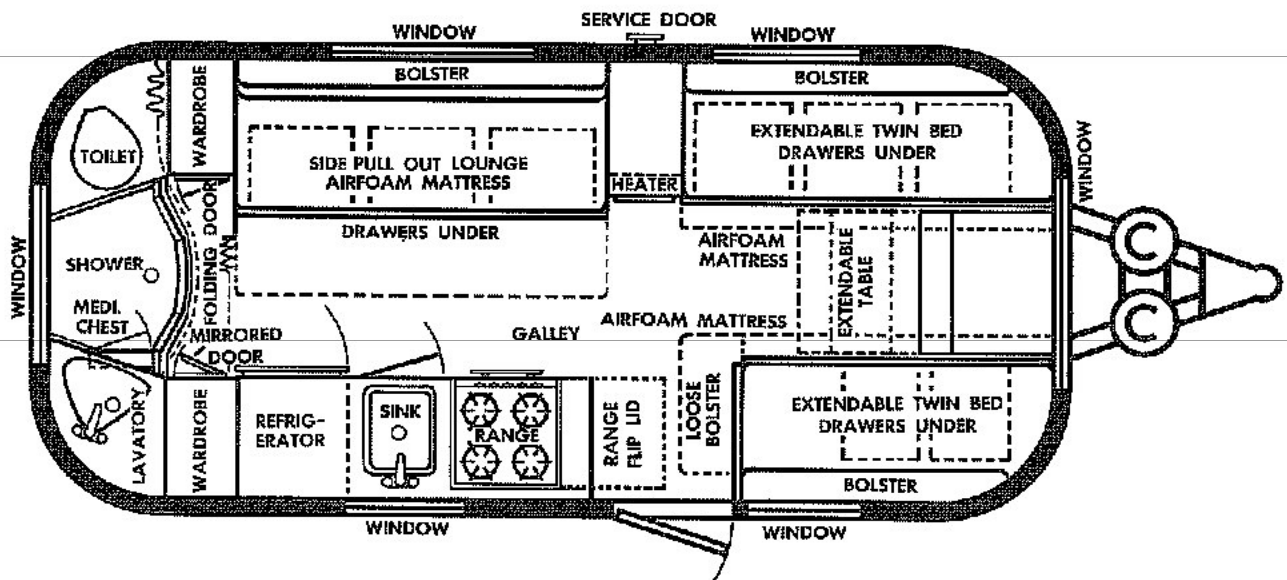 SERVICE DOOR
WINDOW
WINDOW
BOLSTER
BOLSTER
WARDROBE
TOILET
SIDE PULL OUT LOUNGE
AIRFOAM MATTRESS
HEATER
EXTENDABLE TWIN BED
DRAWERS UNDER
WINDOW
DRAWERS UNDER
FOLDING DOOR
WINDOW
SHOWER
AIRFOAM
MATTRESS
EXTENDABLE
TABLE
MEDI.
CHEST
MIRRORED
DOOR
GALLEY
AIRFOAM MATTRESS
LAVATORY
WARDROBE
REFRIG-
ERATOR
SINK
RANGE
RANGE
FLIP LID
LOOSE
BOLSTER
EXTENDABLE TWIN BED
DRAWERS UNDER
BOLSTER
WINDOW
WINDOW